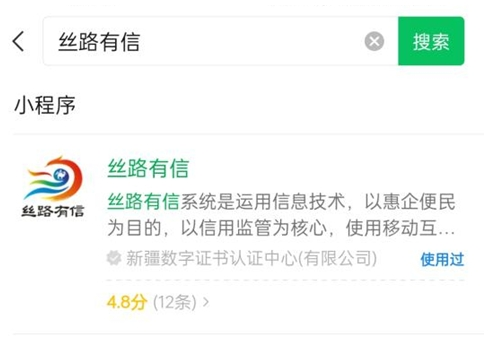 丝路有信
搜索
小程序
丝路有信
丝路有信
丝路有信系统是运用信息技术，以惠企便民
为目的，以信用监管为核心，使用移动互...
新疆数字证书认证中心(有限公司)
使用过
4.8分 (12条)